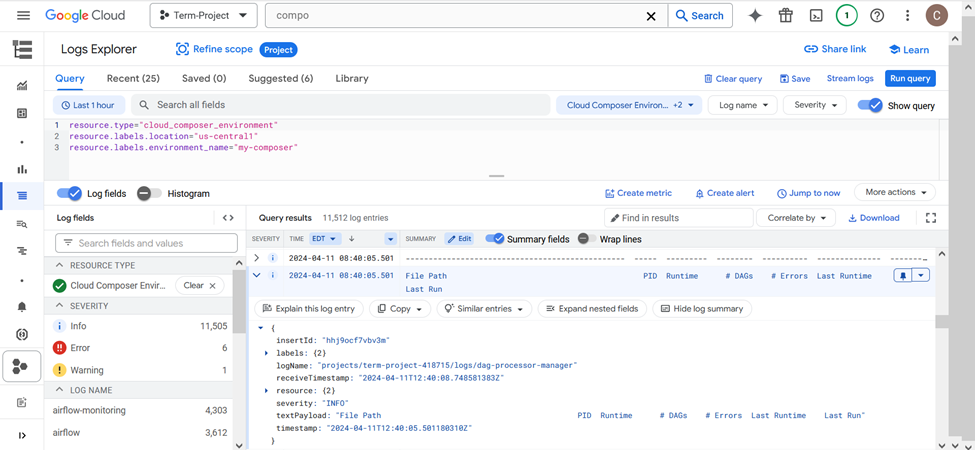 Google Cloud Term-Project compo Search 1 C
Logs Explorer Refine scope Project Share link Learn
Query Recent (25) Saved (0) Suggested (6) Library Clear query Save Stream logs Run query
Last 1 hour Search all fields Cloud Composer Environ... +2 Log name Severity Show query
1 resource.type="cloud_composer_environment"
2 resource.labels.location="us-central1"
3 resource.labels.environment_name="my-composer"
Log fields Histogram Create metric Create alert Jump to now More actions
Log fields
Search fields and values
RESOURCE TYPE
Cloud Composer Envir... Clear
SEVERITY
Info 11,505
Error 6
Warning 1
LOG NAME
airflow-monitoring 4,303
airflow 3,612
Query results 11,512 log entries Find in results Correlate by Download
SEVERITY TIME EDT SUMMARY Edit Summary fields Wrap lines
2024-04-11 08:40:05.501 -------------------------------------- ----- --------- -------- ---------- -------------- -------...
2024-04-11 08:40:05.501 File Path PID Runtime # DAGs # Errors Last Runtime
Last Run
Explain this log entry Copy Similar entries Expand nested fields Hide log summary
{
insertId: "hhj9ocf7vbv3m"
labels: {2}
logName: "projects/term-project-418715/logs/dag-processor-manager"
receiveTimestamp: "2024-04-11T12:40:08.748581383Z"
resource: {2}
severity: "INFO"
textPayload: "File Path PID Runtime # DAGs # Errors Last Runtime Last Run"
timestamp: "2024-04-11T12:40:05.501180310Z"
}